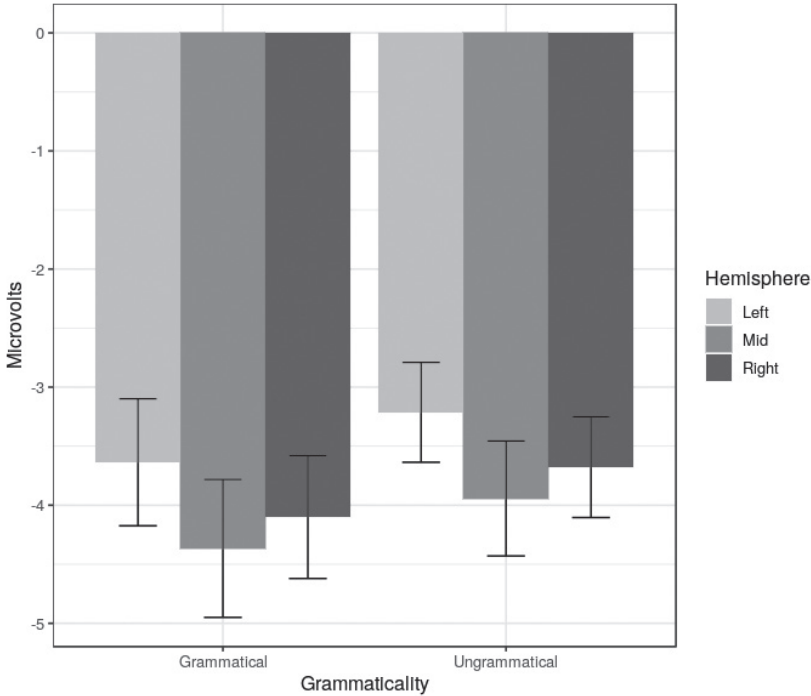 0
-1
-2
-3
-4
-5
Microvolts
Grammatical
Ungrammatical
Grammaticality
Hemisphere
Left
Mid
Right